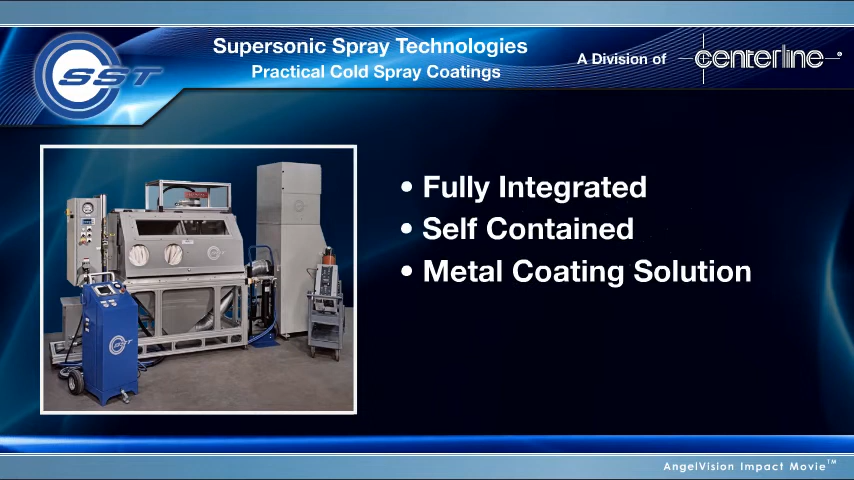 SST
Supersonic Spray Technologies
Practical Cold Spray Coatings
A Division of
centerline
• Fully Integrated
• Self Contained
• Metal Coating Solution
SST
AngelVision Impact Movie™